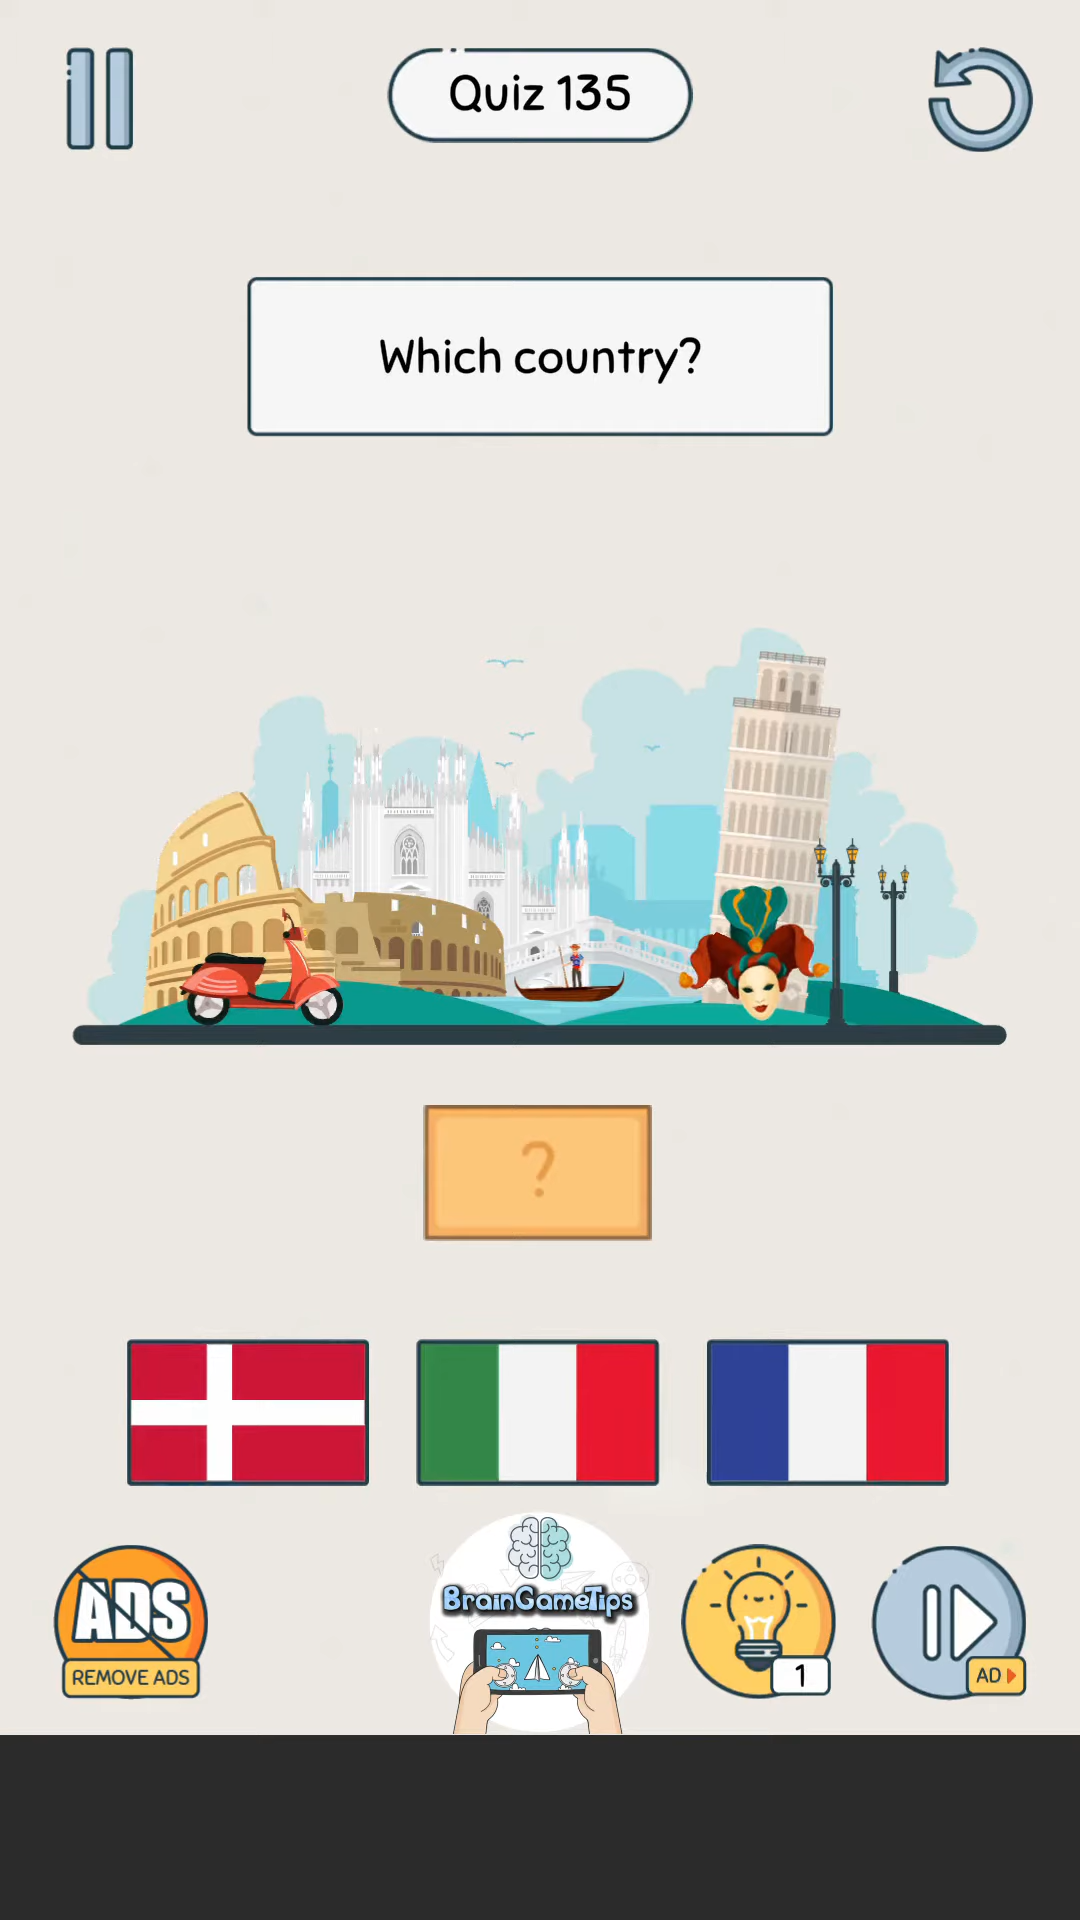 Quiz 135
Which country?
?
ADS
REMOVE ADS
BrainGameTips
1
AD